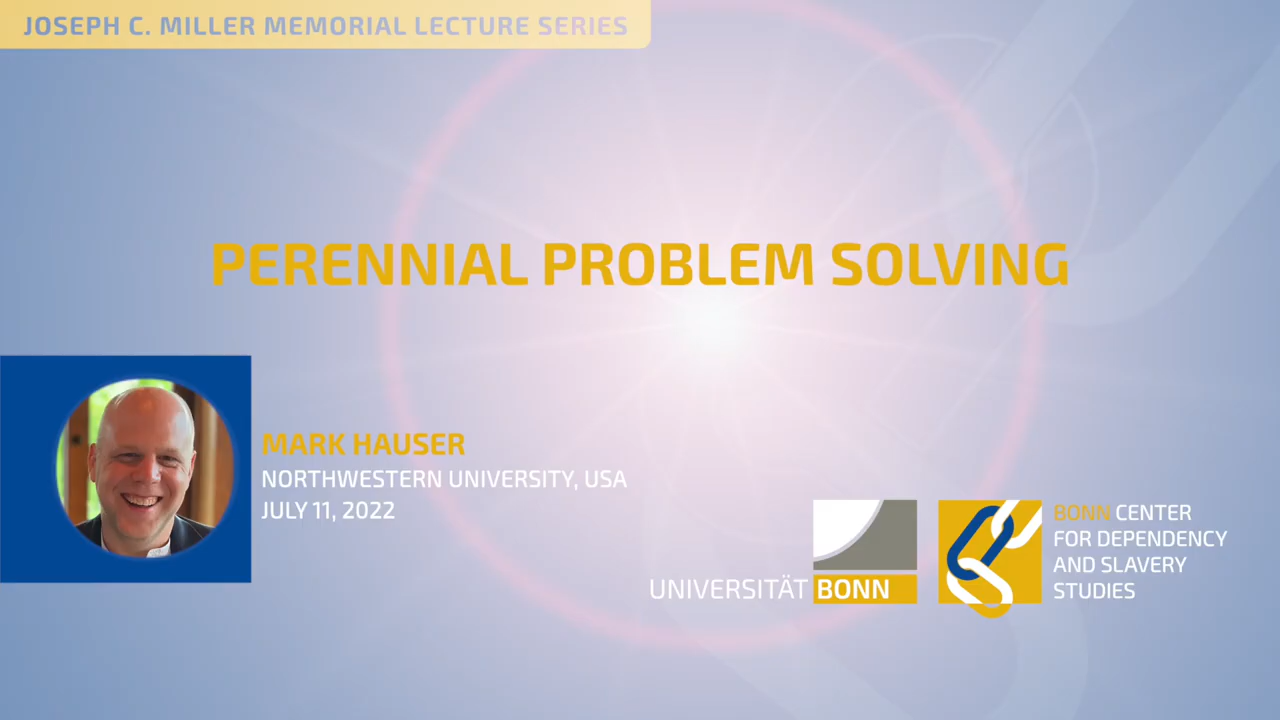 JOSEPH C. MILLER MEMORIAL LECTURE SERIES
PERENNIAL PROBLEM SOLVING
MARK HAUSER
NORTHWESTERN UNIVERSITY, USA
JULY 11, 2022
UNIVERSITÄT BONN
BONN CENTER
FOR DEPENDENCY
AND SLAVERY
STUDIES